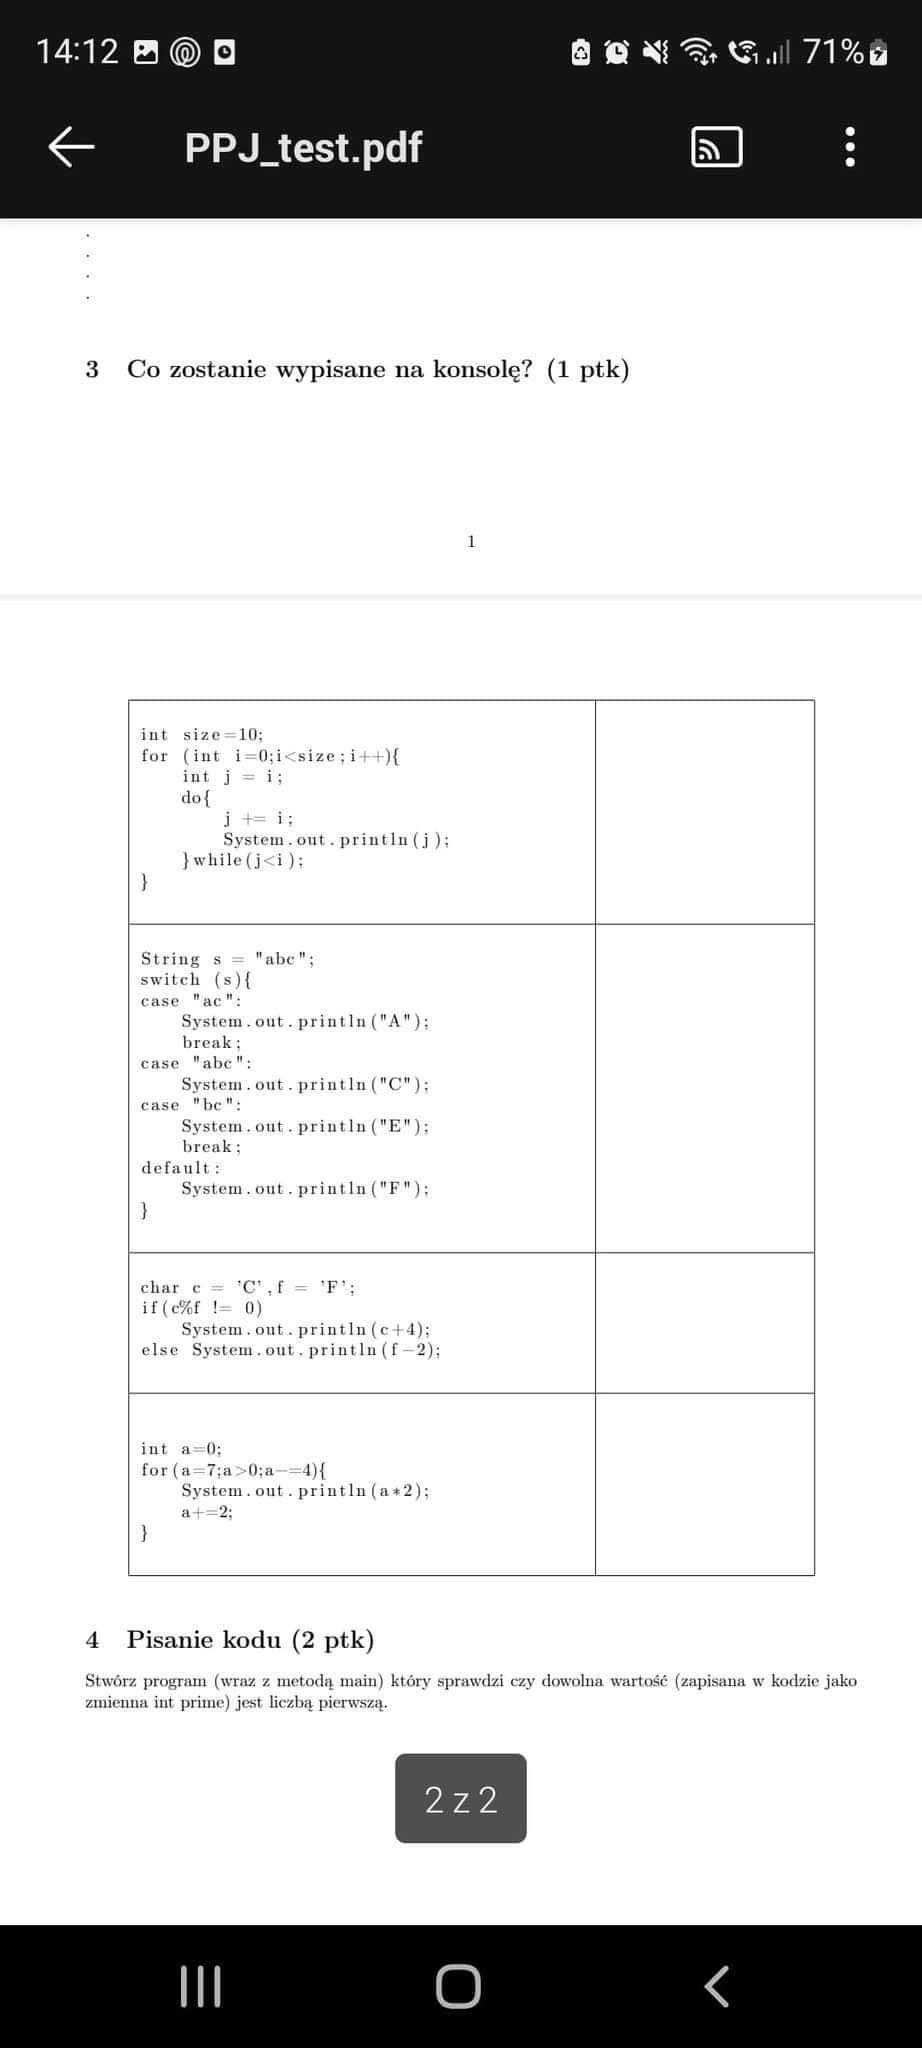 14:12 71%
PPJ_test.pdf
3 Co zostanie wypisane na konsolę? (1 ptk)
1
int size=10;
for (int i=0;i<size;i++){
int j = i;
do{
j += i;
System.out.println(j);
}while(j<i);
}
String s = "abc";
switch (s){
case "ac":
System.out.println("A");
break;
case "abc":
System.out.println("C");
case "bc":
System.out.println("E");
break;
default:
System.out.println("F");
}
char c = 'C',f = 'F';
if(c%f != 0)
System.out.println(c+4);
else System.out.println(f-2);
int a=0;
for(a=7;a>0;a-=4){
System.out.println(a*2);
a+=2;
}
4 Pisanie kodu (2 ptk)
Stwórz program (wraz z metodą main) który sprawdzi czy dowolna wartość (zapisana w kodzie jako
zmienna int prime) jest liczbą pierwszą.
2 z 2